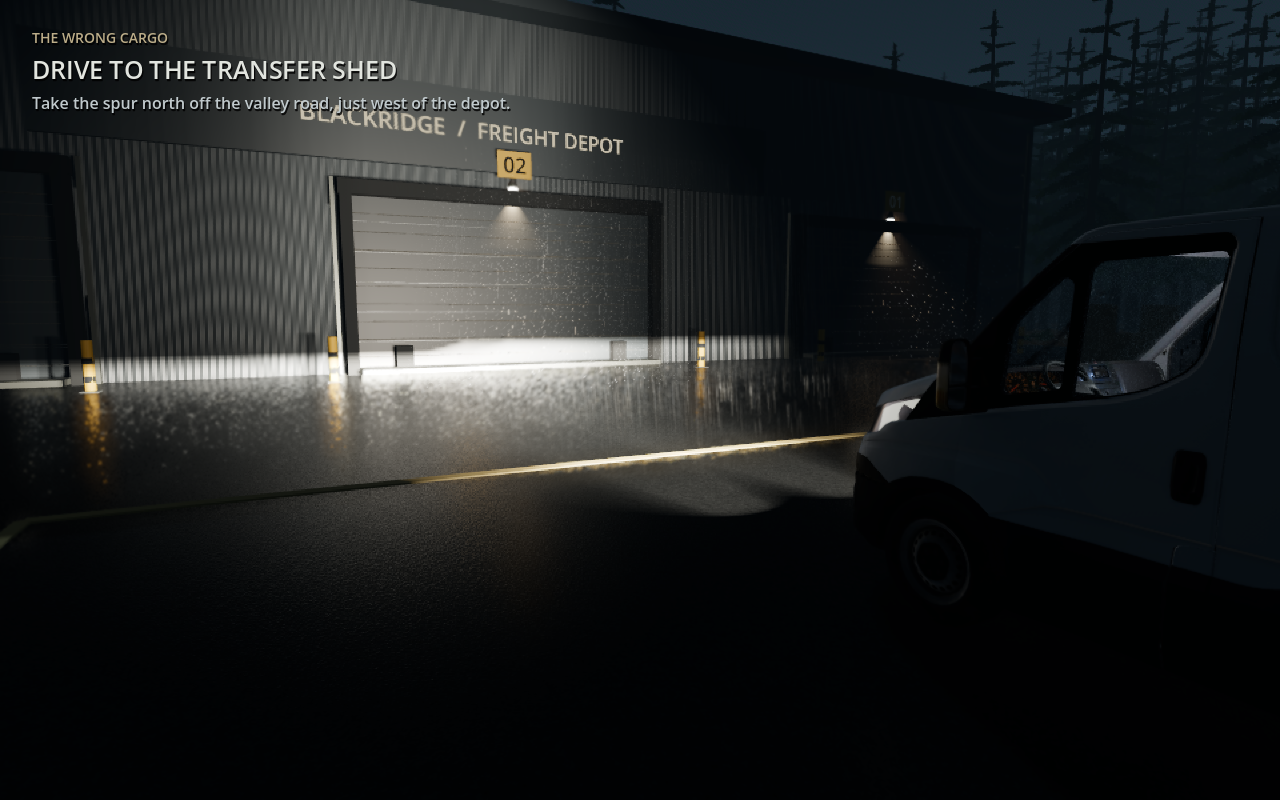 THE WRONG CARGO
DRIVE TO THE TRANSFER SHED
Take the spur north off the valley road, just west of the depot.
BLACKRIDGE / FREIGHT DEPOT
02
01